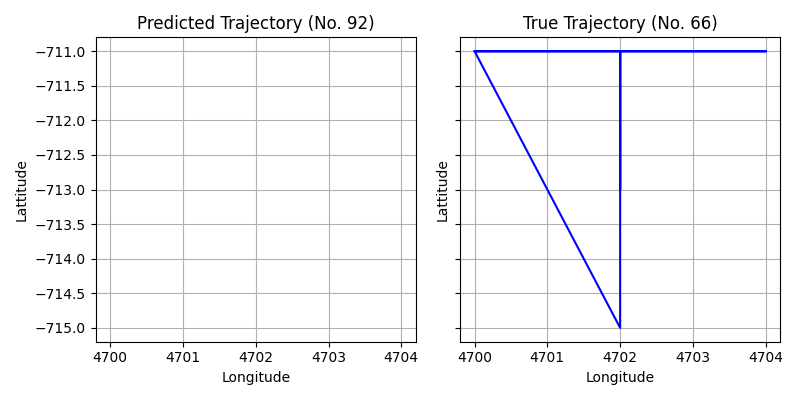 Predicted Trajectory (No. 92)
True Trajectory (No. 66)
−711.0
−711.5
−712.0
−712.5
−713.0
−713.5
−714.0
−714.5
−715.0
Lattitude
Lattitude
4700 4701 4702 4703 4704
4700 4701 4702 4703 4704
Longitude
Longitude